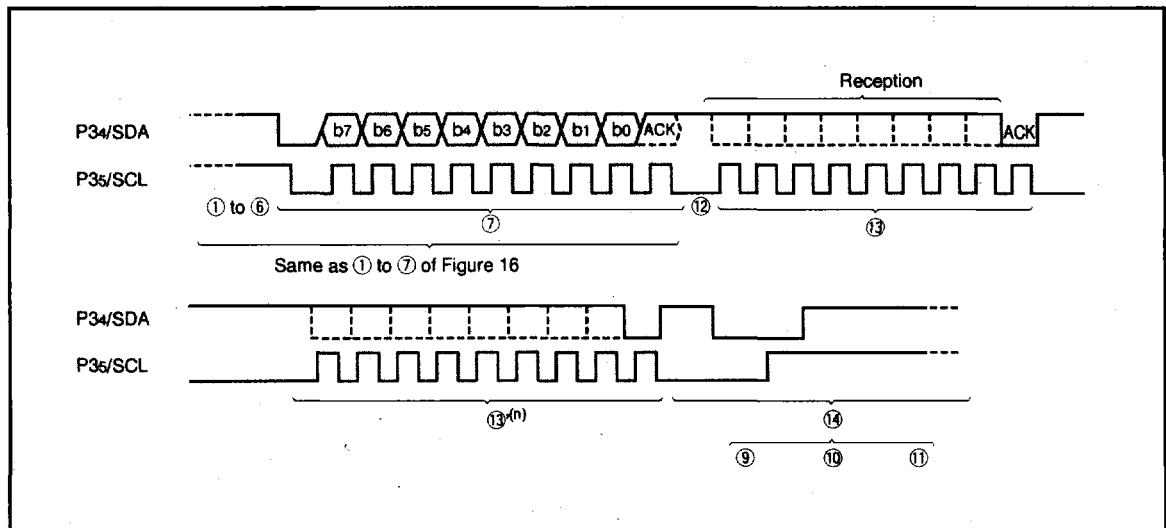 Reception
P34/SDA b7 b6 b5 b4 b3 b2 b1 b0 ACK ACK
P35/SCL
① to ⑥ ⑦ ⑫ ⑬
Same as ① to ⑦ of Figure 16
P34/SDA
P35/SCL
⑬'(n) ⑭
⑨ ⑩ ⑪